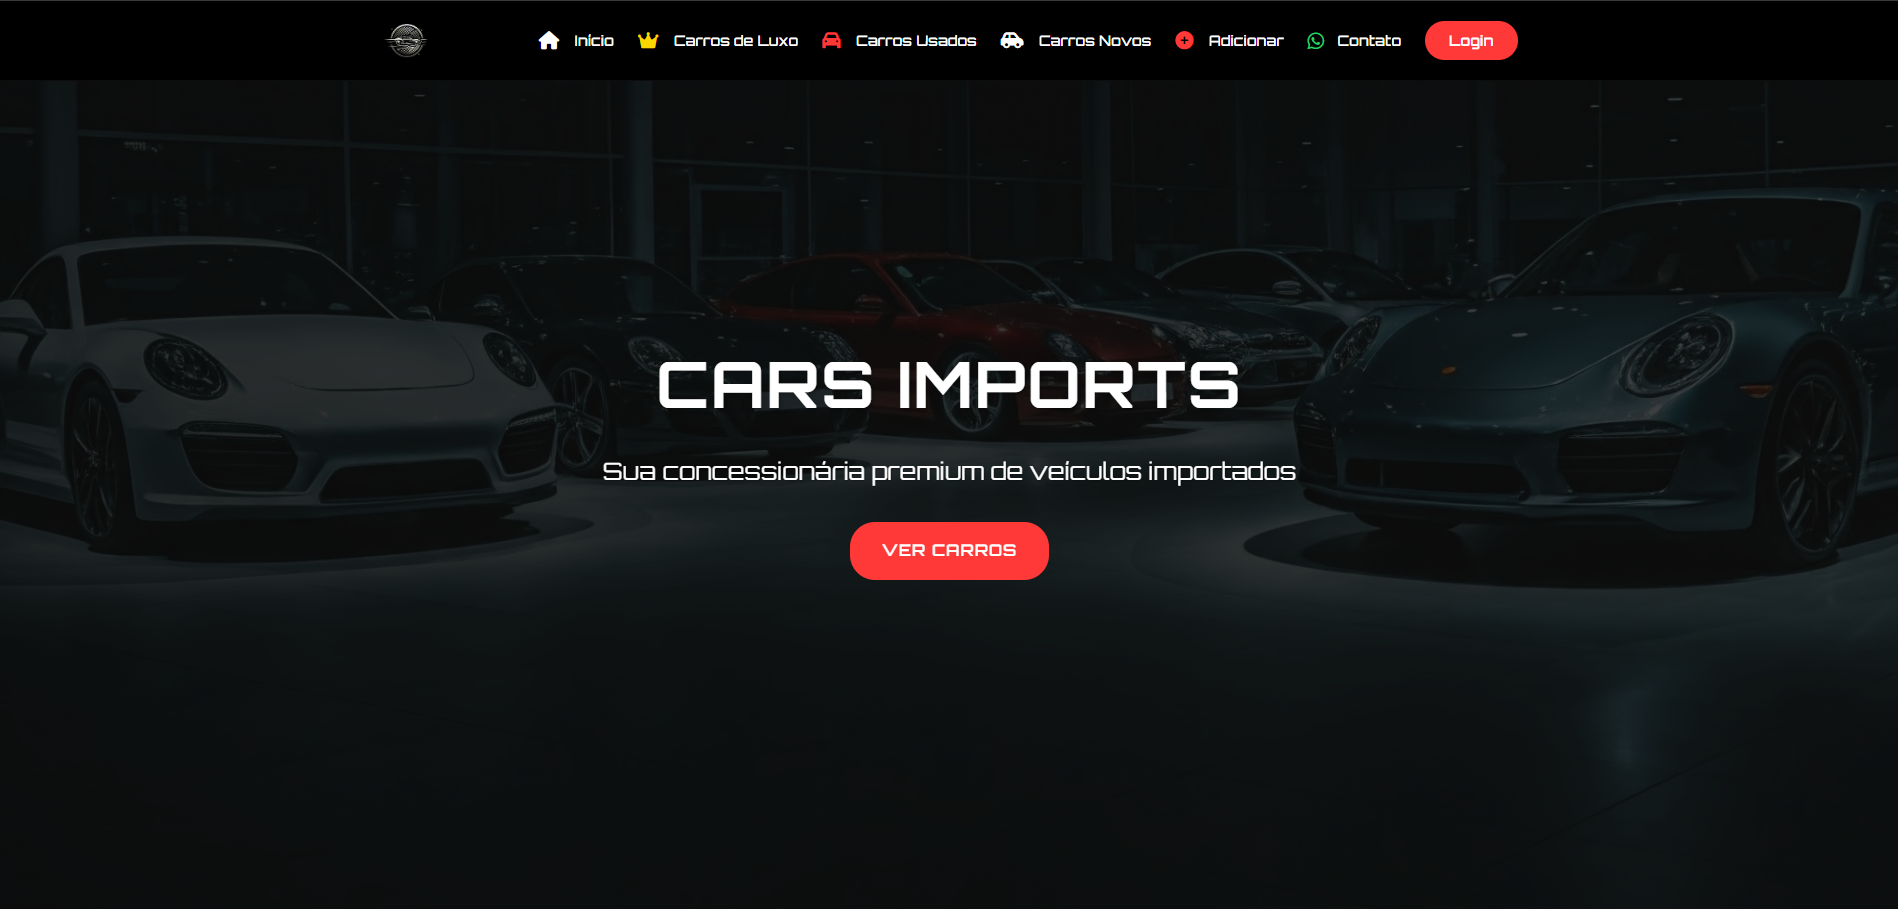 Início Carros de Luxo Carros Usados Carros Novos Adicionar Contato Login
CARS IMPORTS
Sua concessionária premium de veículos importados
VER CARROS